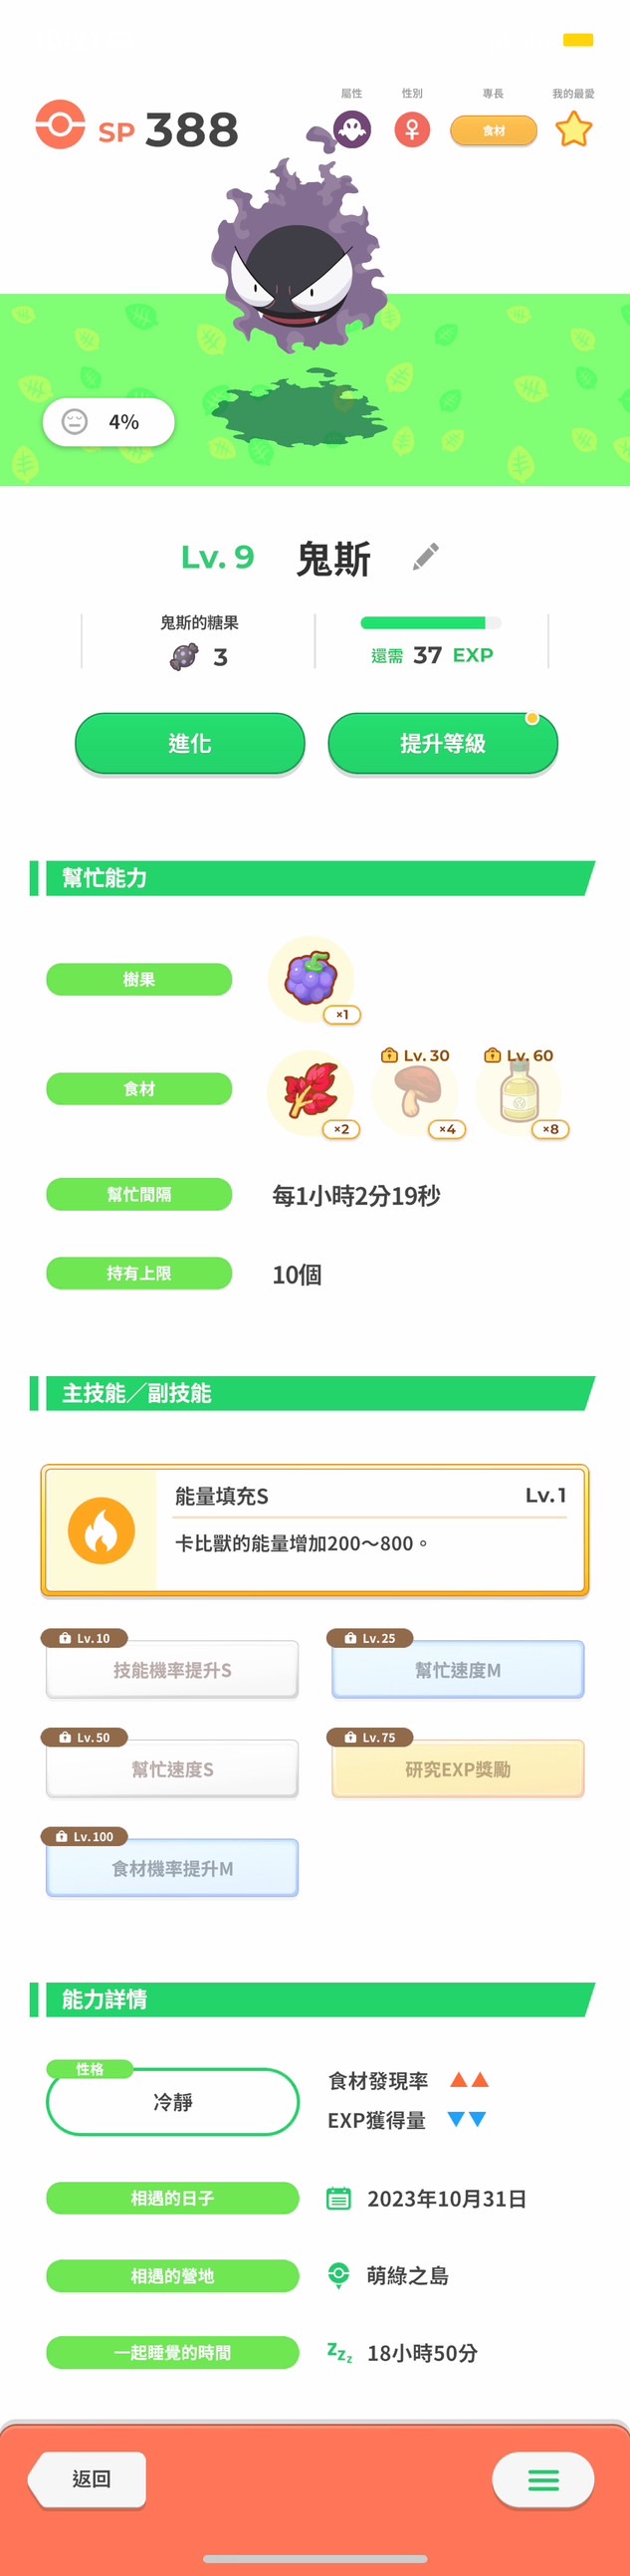 屬性 性別 專長 我的最愛
SP 388 食材
4%
Lv. 9 鬼斯
鬼斯的糖果
3 還需 37 EXP
進化 提升等級
幫忙能力
樹果
×1
Lv. 30 Lv. 60
食材
×2 ×4 ×8
幫忙間隔 每1小時2分19秒
持有上限 10個
主技能／副技能
能量填充S Lv.1
卡比獸的能量增加200～800。
Lv.10 Lv.25
技能機率提升S 幫忙速度M
Lv.50 Lv.75
幫忙速度S 研究EXP獎勵
Lv.100
食材機率提升M
能力詳情
性格 食材發現率
冷靜
EXP獲得量
相遇的日子 2023年10月31日
相遇的營地 萌綠之島
一起睡覺的時間 zzz 18小時50分
返回